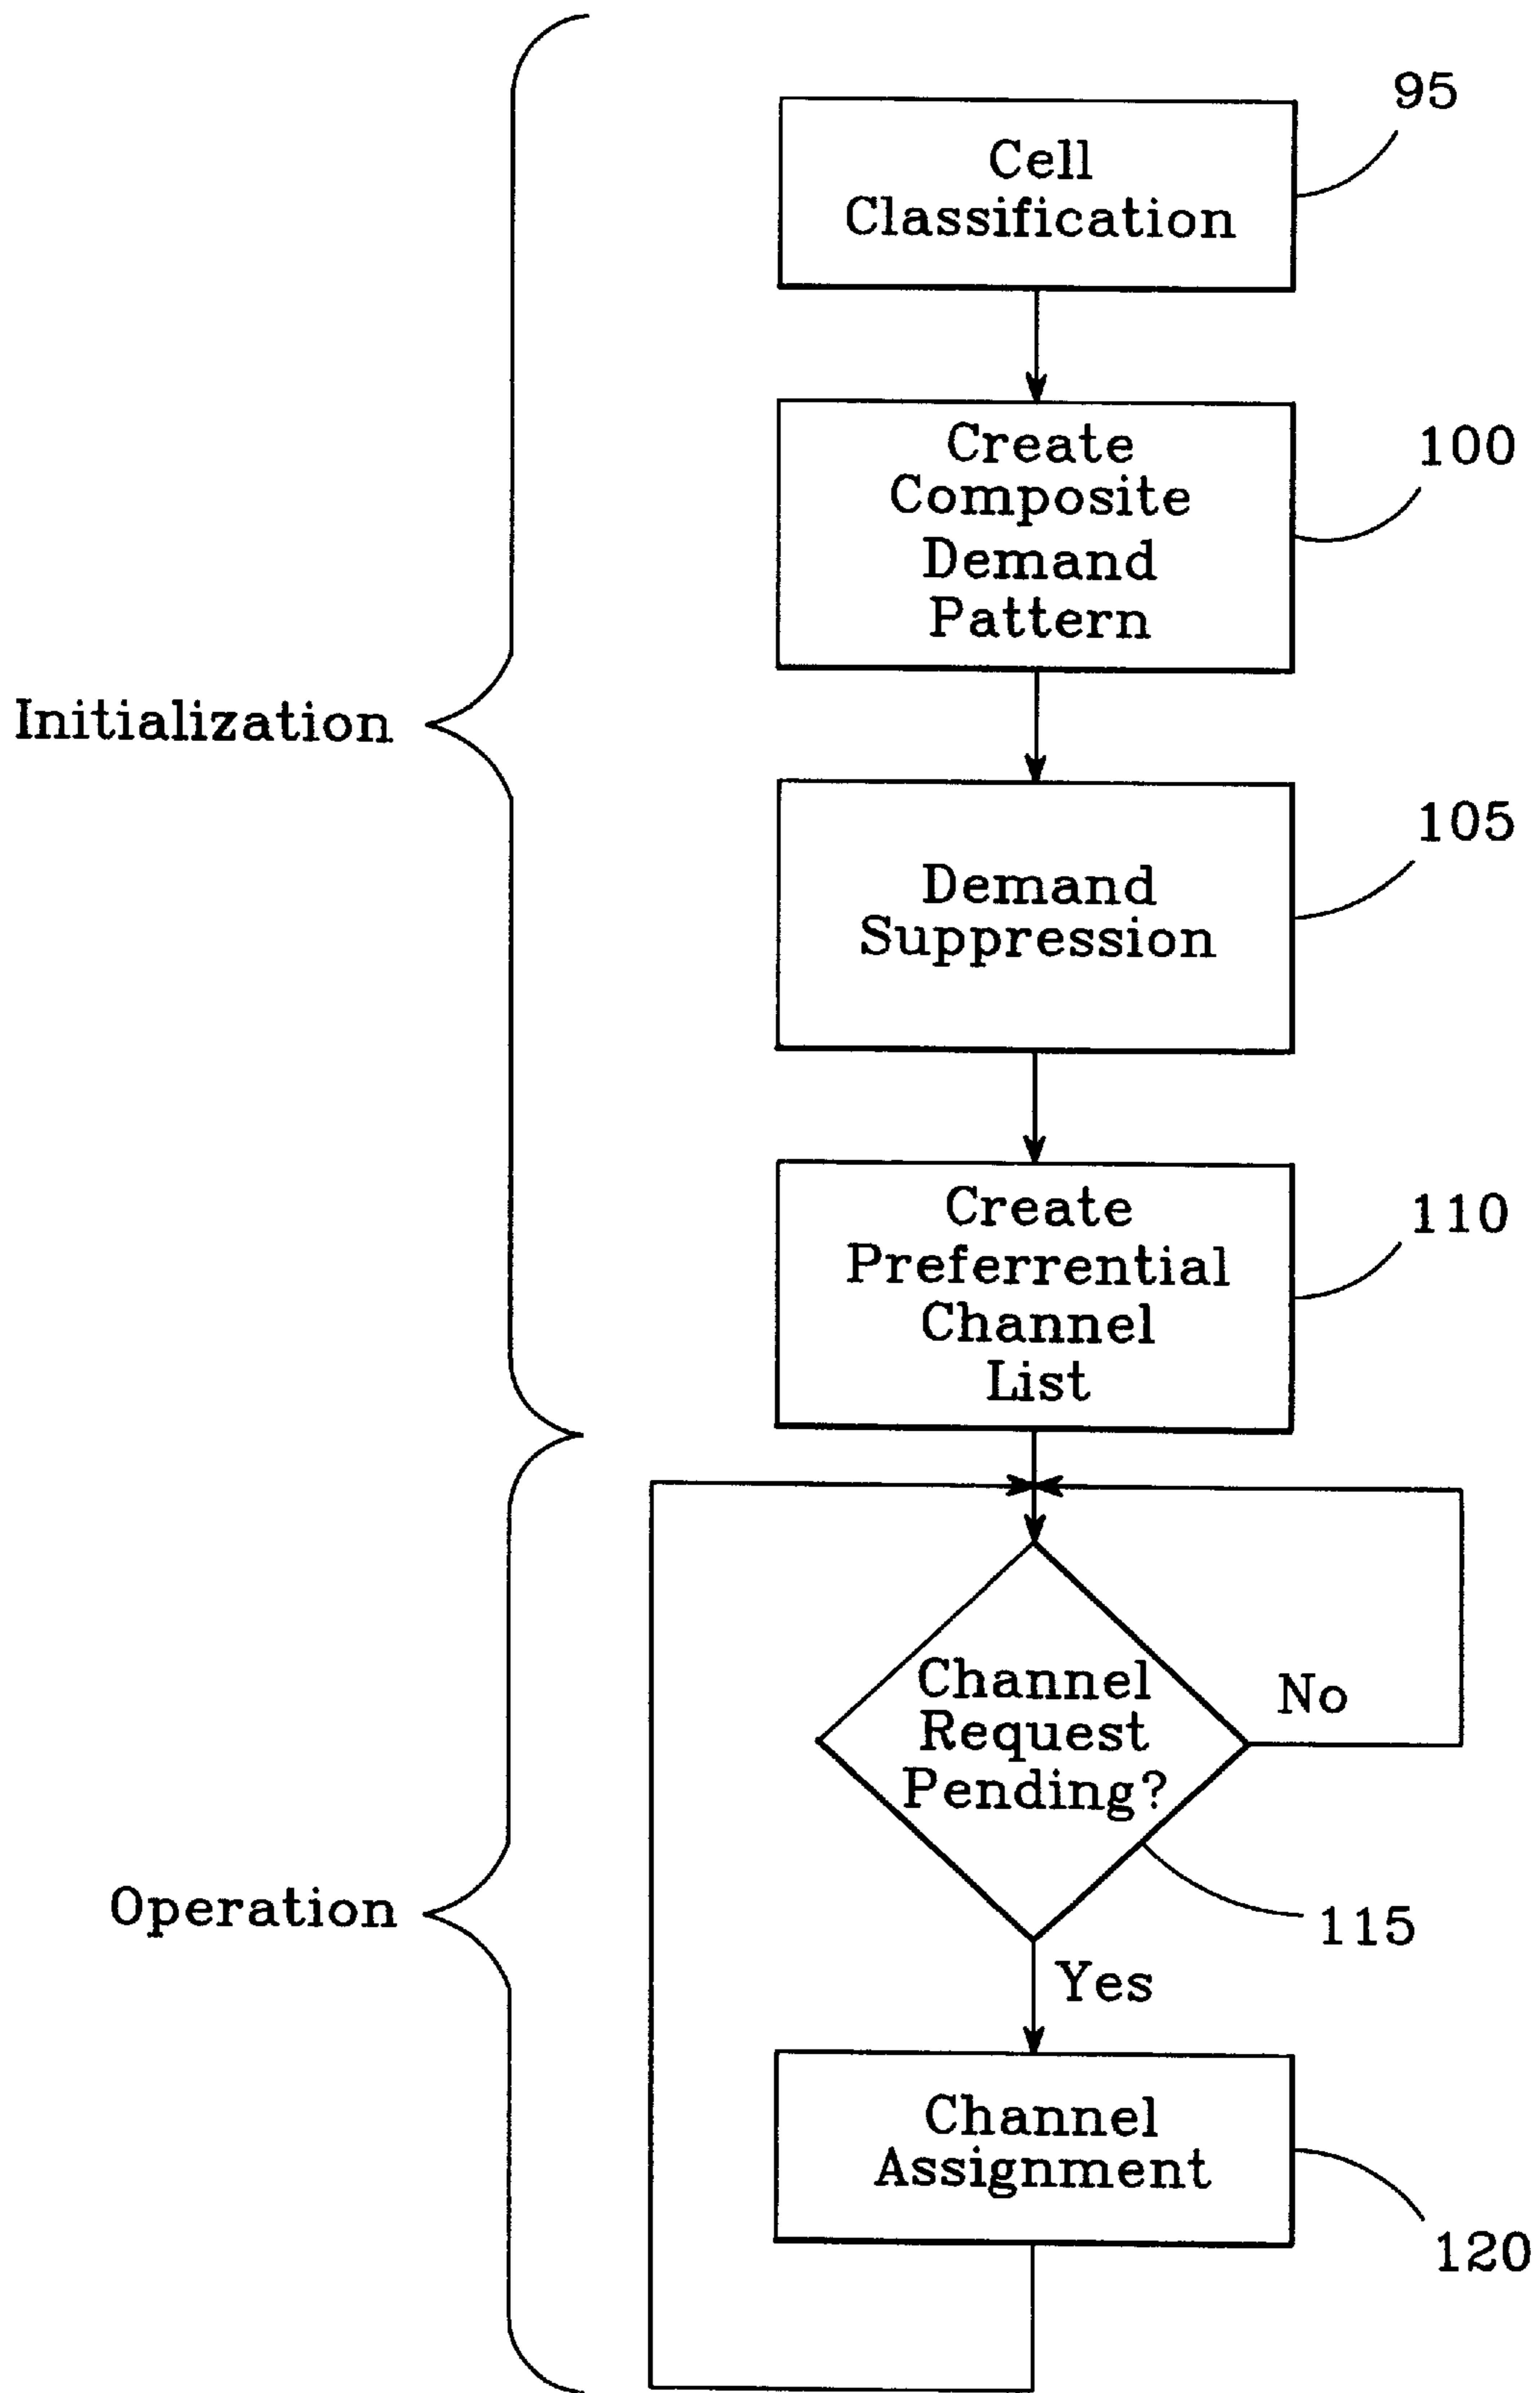 95
Cell
Classification
100
Create
Composite
Demand
Pattern
Initialization
105
Demand
Suppression
110
Create
Preferrential
Channel
List
Channel
Request
Pending?
No
Operation
115
Yes
Channel
Assignment
120